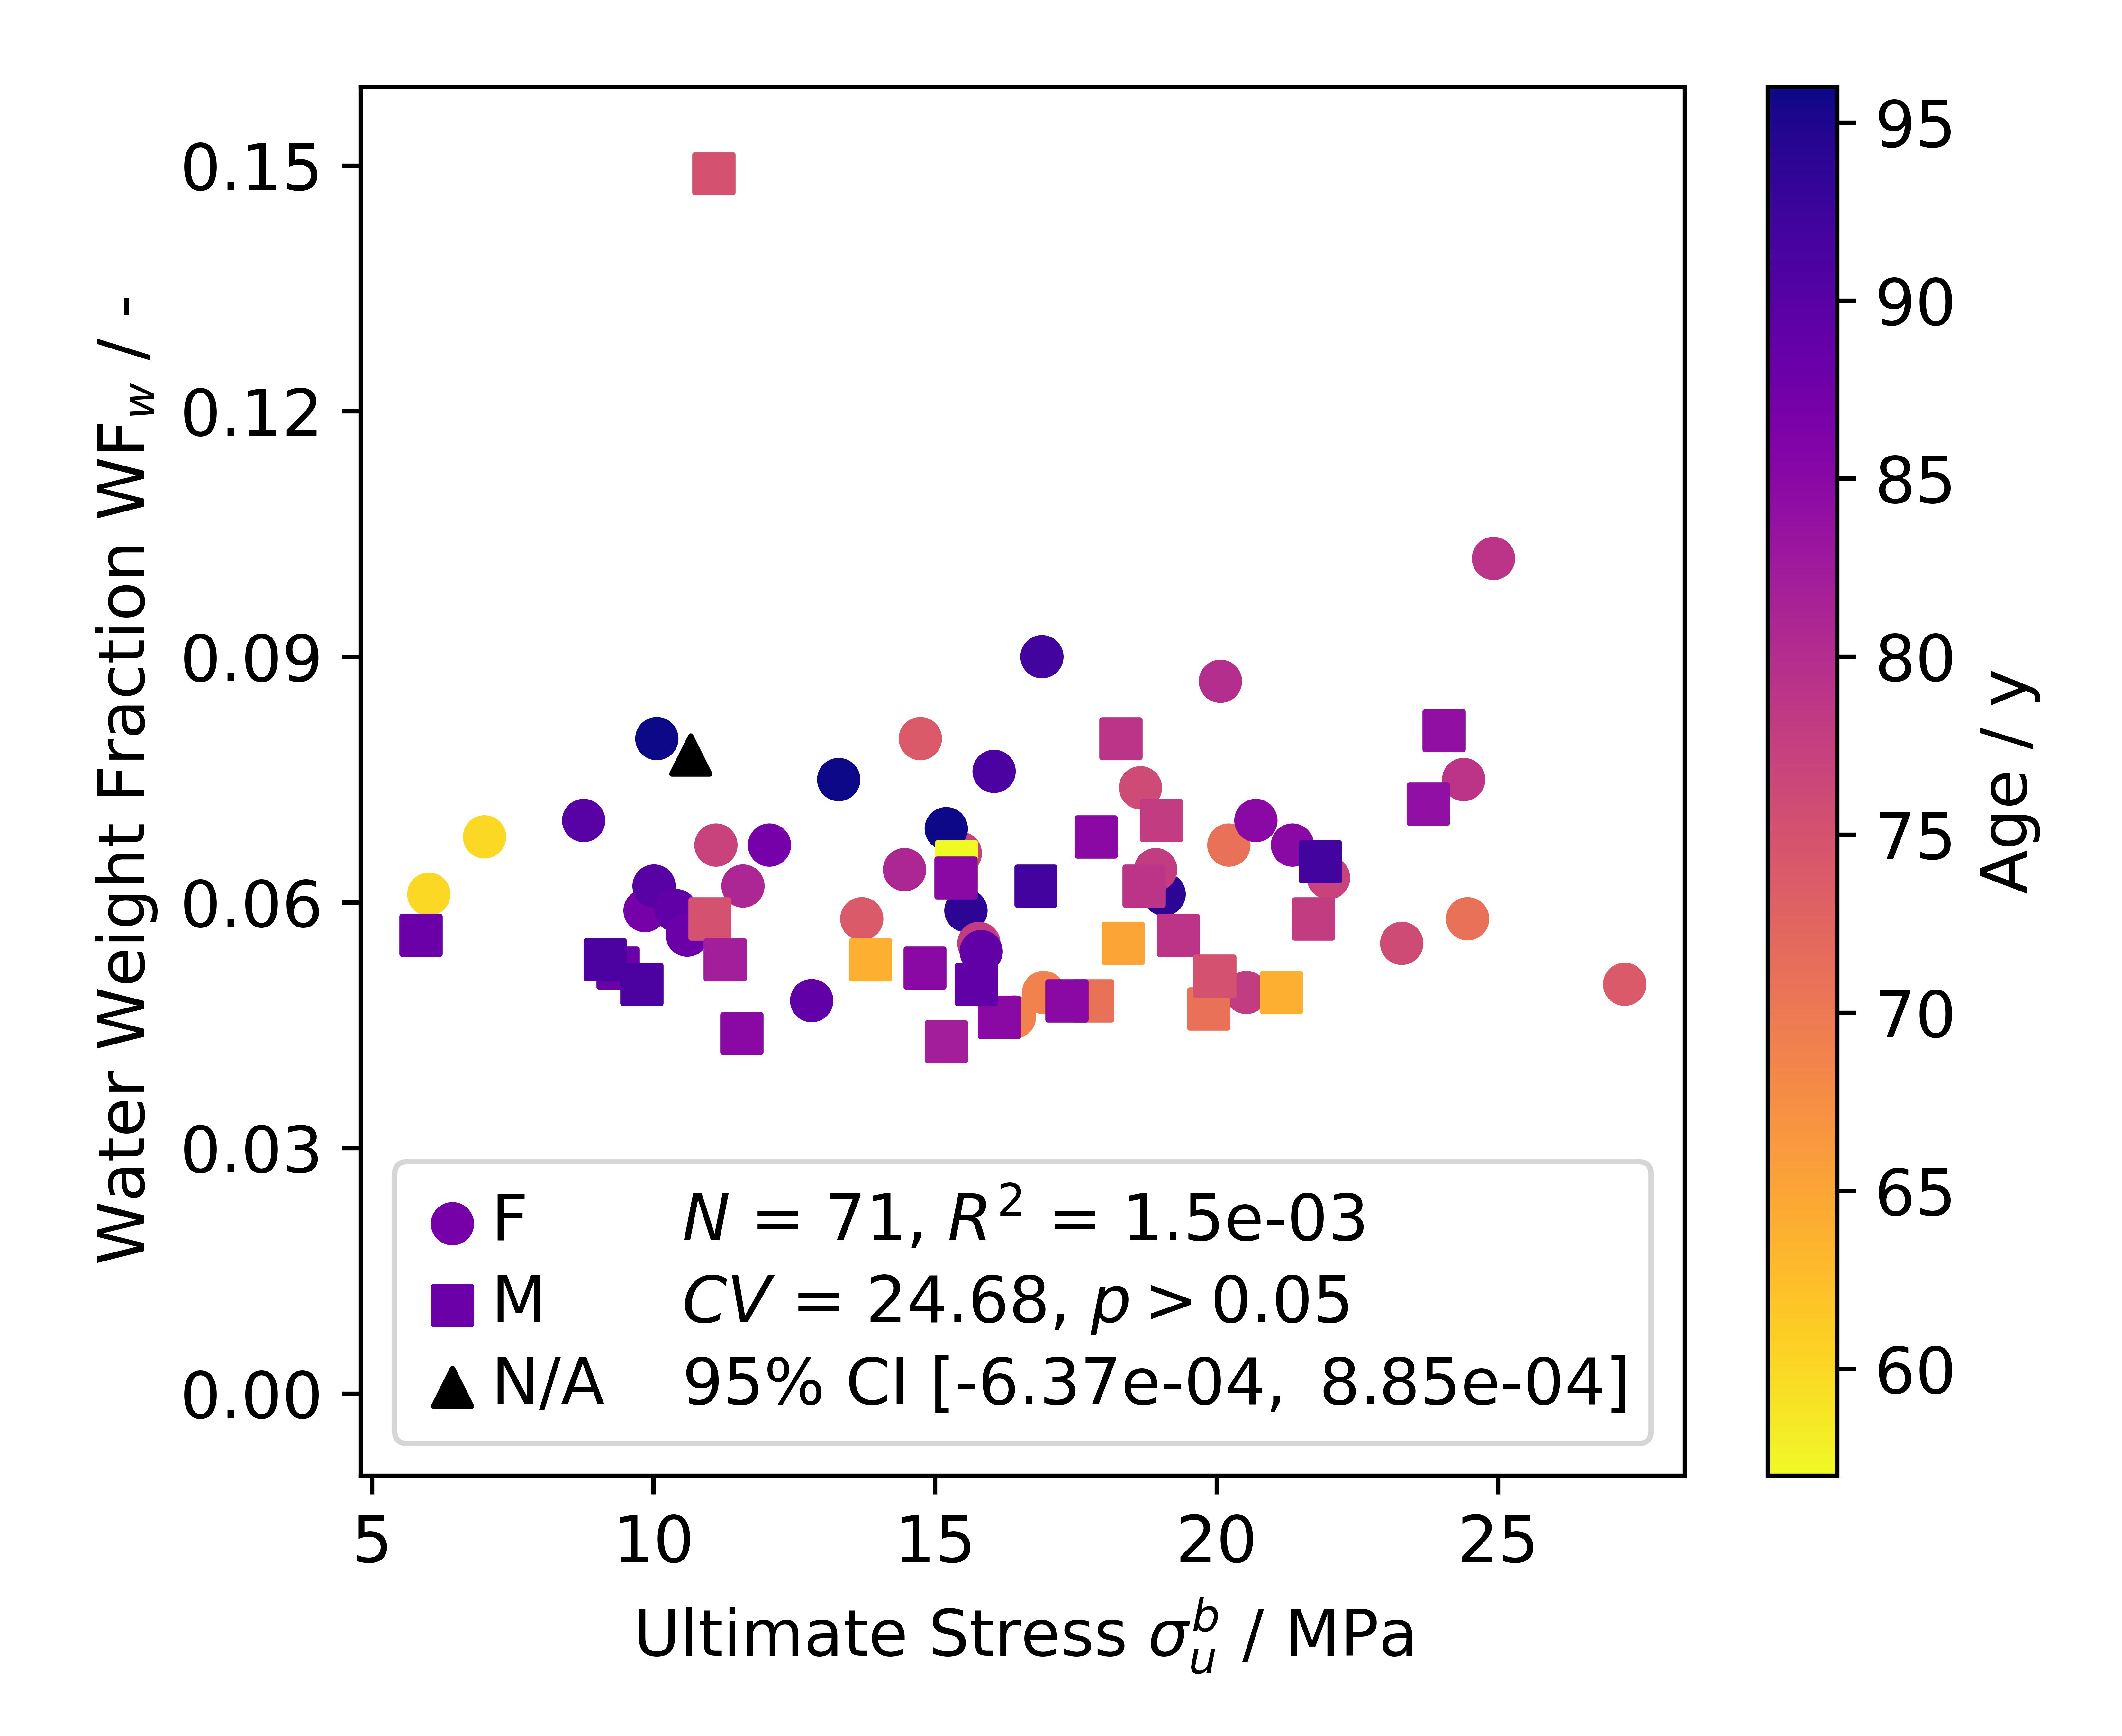 Water Weight Fraction WF_w / -
0.15
0.12
0.09
0.06
0.03
0.00
F N = 71, R² = 1.5e-03
M CV = 24.68, p > 0.05
N/A 95% CI [-6.37e-04, 8.85e-04]
5 10 15 20 25
Ultimate Stress σ_u^b / MPa
95
90
85
80
75
70
65
60
Age / y